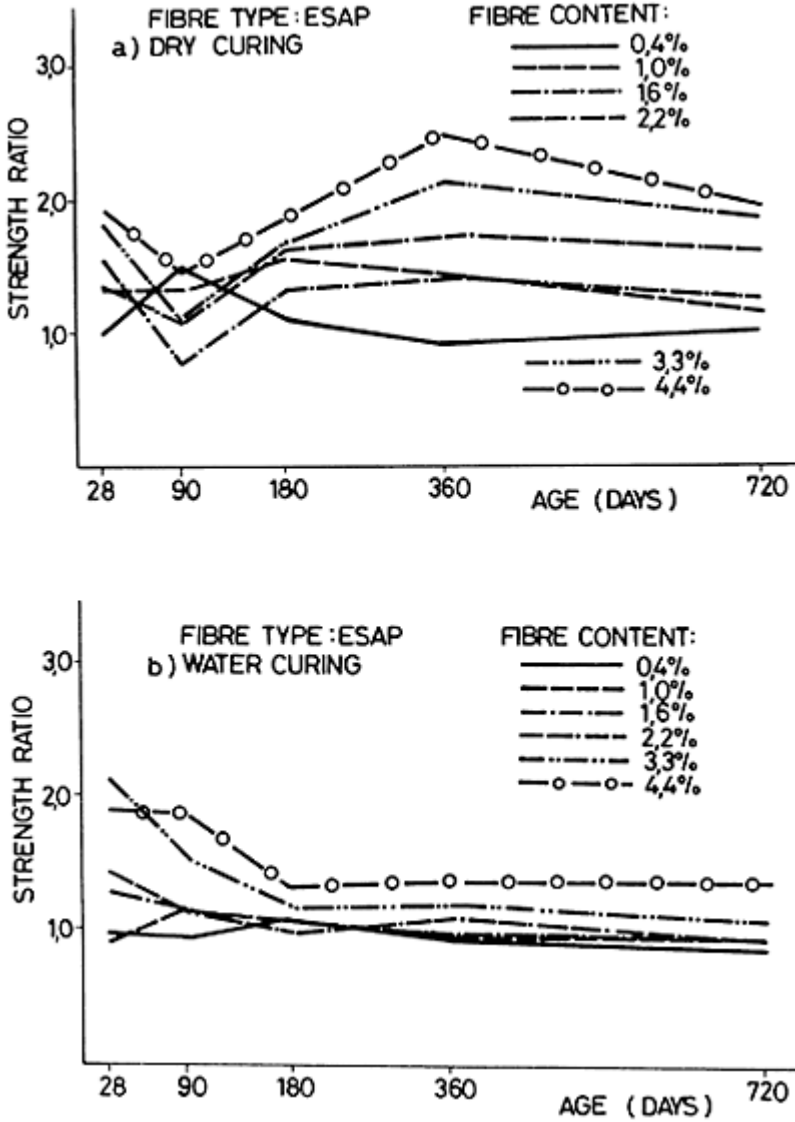 FIBRE TYPE: ESAP
a) DRY CURING
FIBRE CONTENT:
0,4%
1,0%
1,6%
2,2%
3,0
2,0
1,0
STRENGTH RATIO
3,3%
4,4%
28 90 180 360 720
AGE (DAYS)
FIBRE TYPE: ESAP
b) WATER CURING
FIBRE CONTENT:
0,4%
1,0%
1,6%
2,2%
3,3%
4,4%
3,0
2,0
1,0
STRENGTH RATIO
28 90 180 360 720
AGE (DAYS)